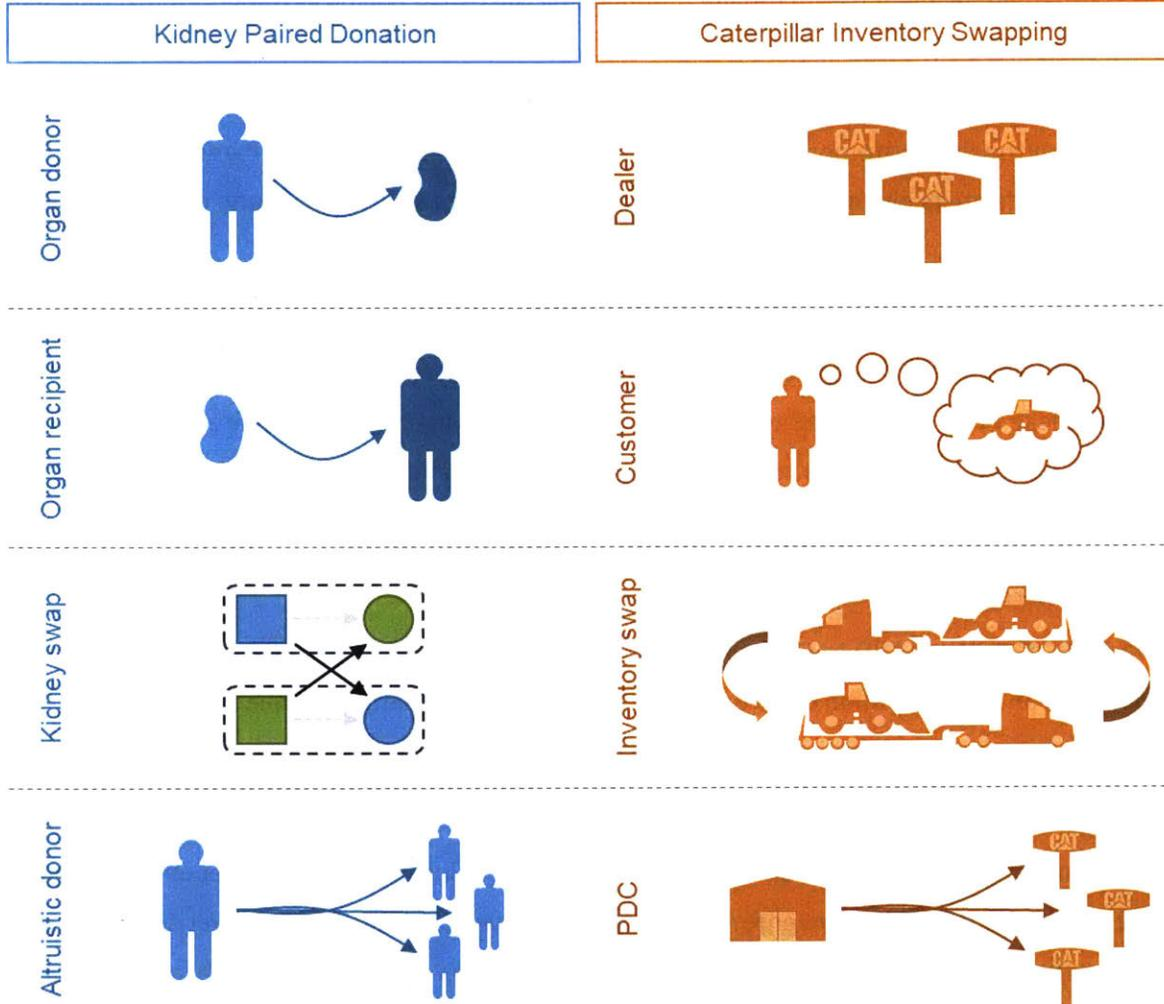 Kidney Paired Donation
Caterpillar Inventory Swapping
Organ donor
Dealer
CAT
CAT
CAT
Organ recipient
Customer
Kidney swap
Inventory swap
Altruistic donor
PDC
CAT
CAT
CAT